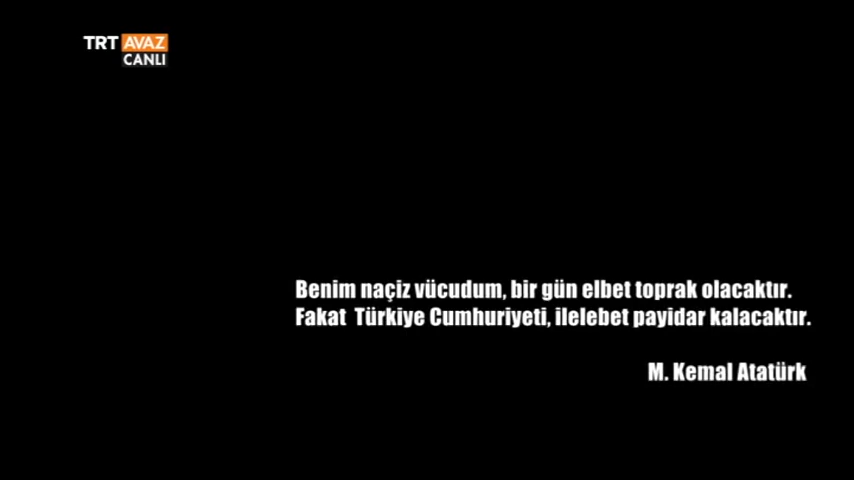 TRT AVAZ
CANLI
Benim naçiz vücudum, bir gün elbet toprak olacaktır.
Fakat Türkiye Cumhuriyeti, ilelebet payidar kalacaktır.
M. Kemal Atatürk